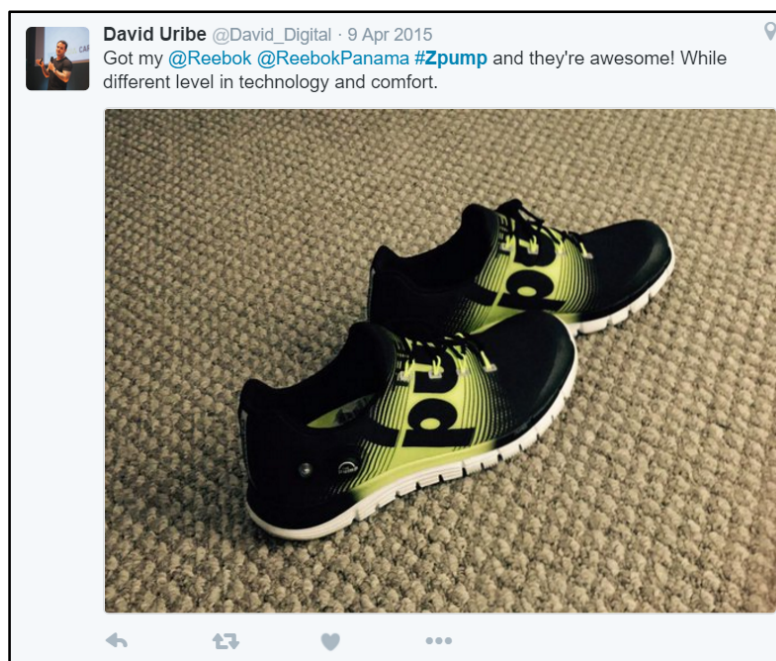 David Uribe @David_Digital · 9 Apr 2015
Got my @Reebok @ReebokPanama #Zpump and they're awesome! While
different level in technology and comfort.